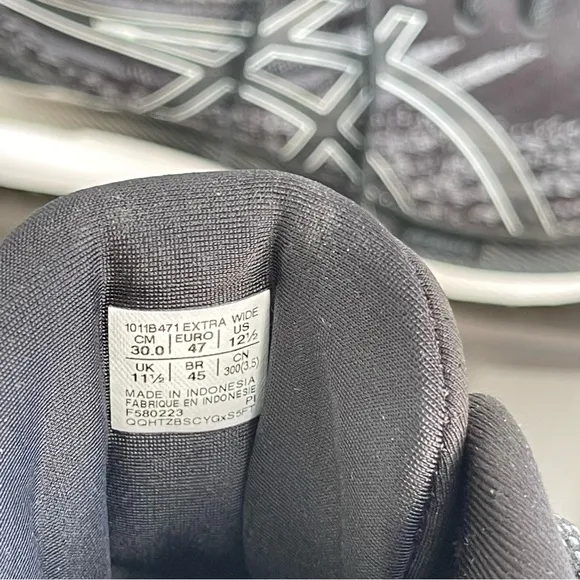 1011B471 EXTRA WIDE
CM EURO US
30.0 47 12½
UK BR CN
11½ 45 300(3.5)
MADE IN INDONESIA
FABRIQUE EN INDONESIE
F580223 PI